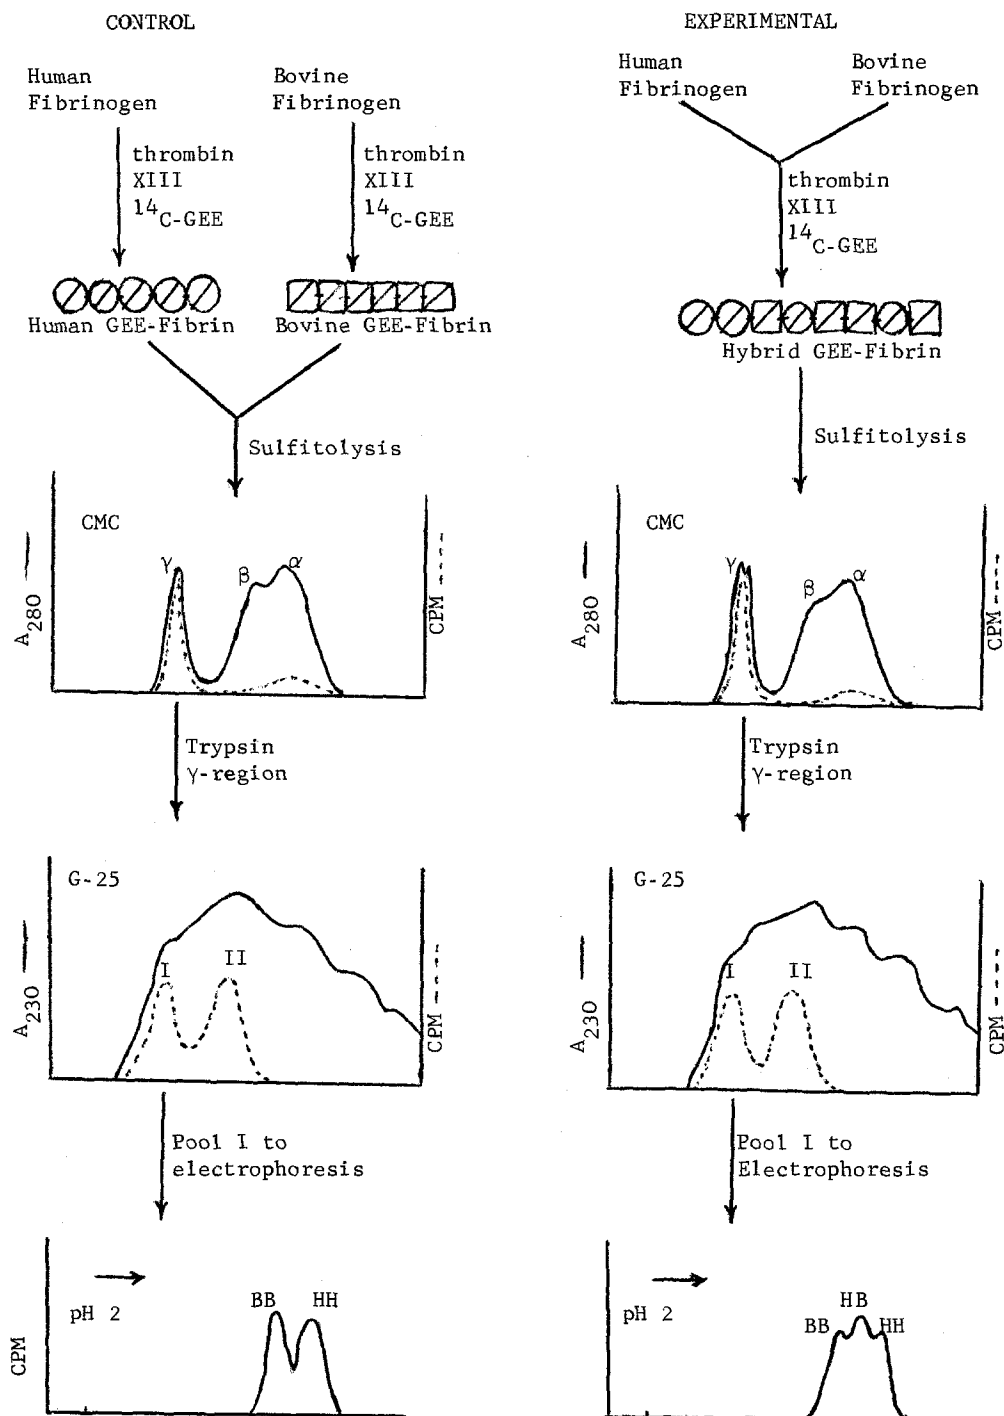 CONTROL
Human
Fibrinogen
Bovine
Fibrinogen
thrombin
XIII
14C-GEE
thrombin
XIII
14C-GEE
Human GEE-Fibrin
Bovine GEE-Fibrin
Sulfitolysis
CMC
γ
β
α
A280
CPM
Trypsin
γ-region
G-25
I
II
A230
CPM
Pool I to
electrophoresis
pH 2
BB
HH
CPM
EXPERIMENTAL
Human
Fibrinogen
Bovine
Fibrinogen
thrombin
XIII
14C-GEE
Hybrid GEE-Fibrin
Sulfitolysis
CMC
γ
β
α
A280
CPM
Trypsin
γ-region
G-25
I
II
A230
CPM
Pool I to
Electrophoresis
pH 2
BB
HB
HH